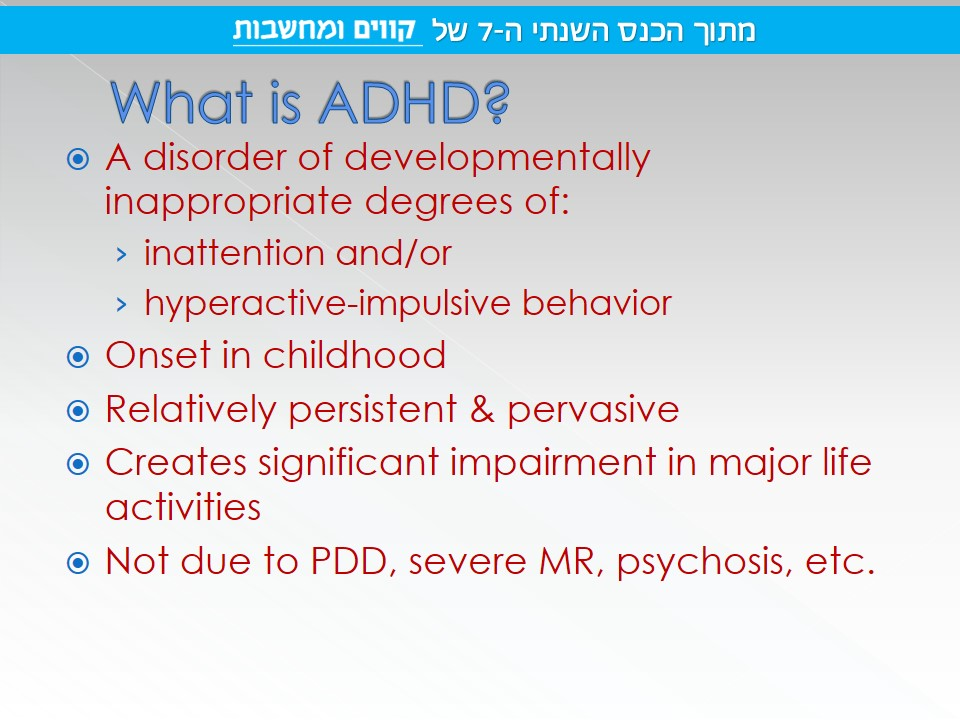 מתוך הכנס השנתי ה-7 של קווים ומחשבות
What is ADHD?
A disorder of developmentally
inappropriate degrees of:
inattention and/or
hyperactive-impulsive behavior
Onset in childhood
Relatively persistent & pervasive
Creates significant impairment in major life
activities
Not due to PDD, severe MR, psychosis, etc.